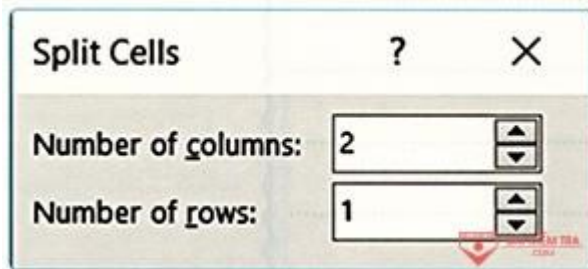 Split Cells ? X
Number of columns: 2
Number of rows: 1